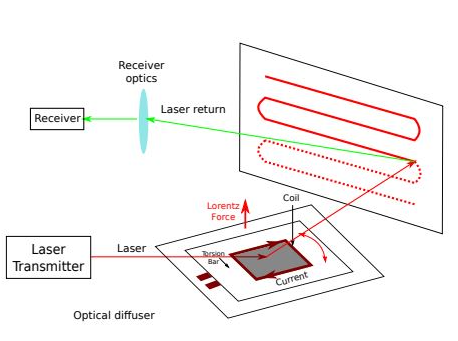 Receiver
optics
Receiver
Laser return
Lorentz
Force
Coil
Laser
Transmitter
Laser
Torsion
Bar
Current
Optical diffuser